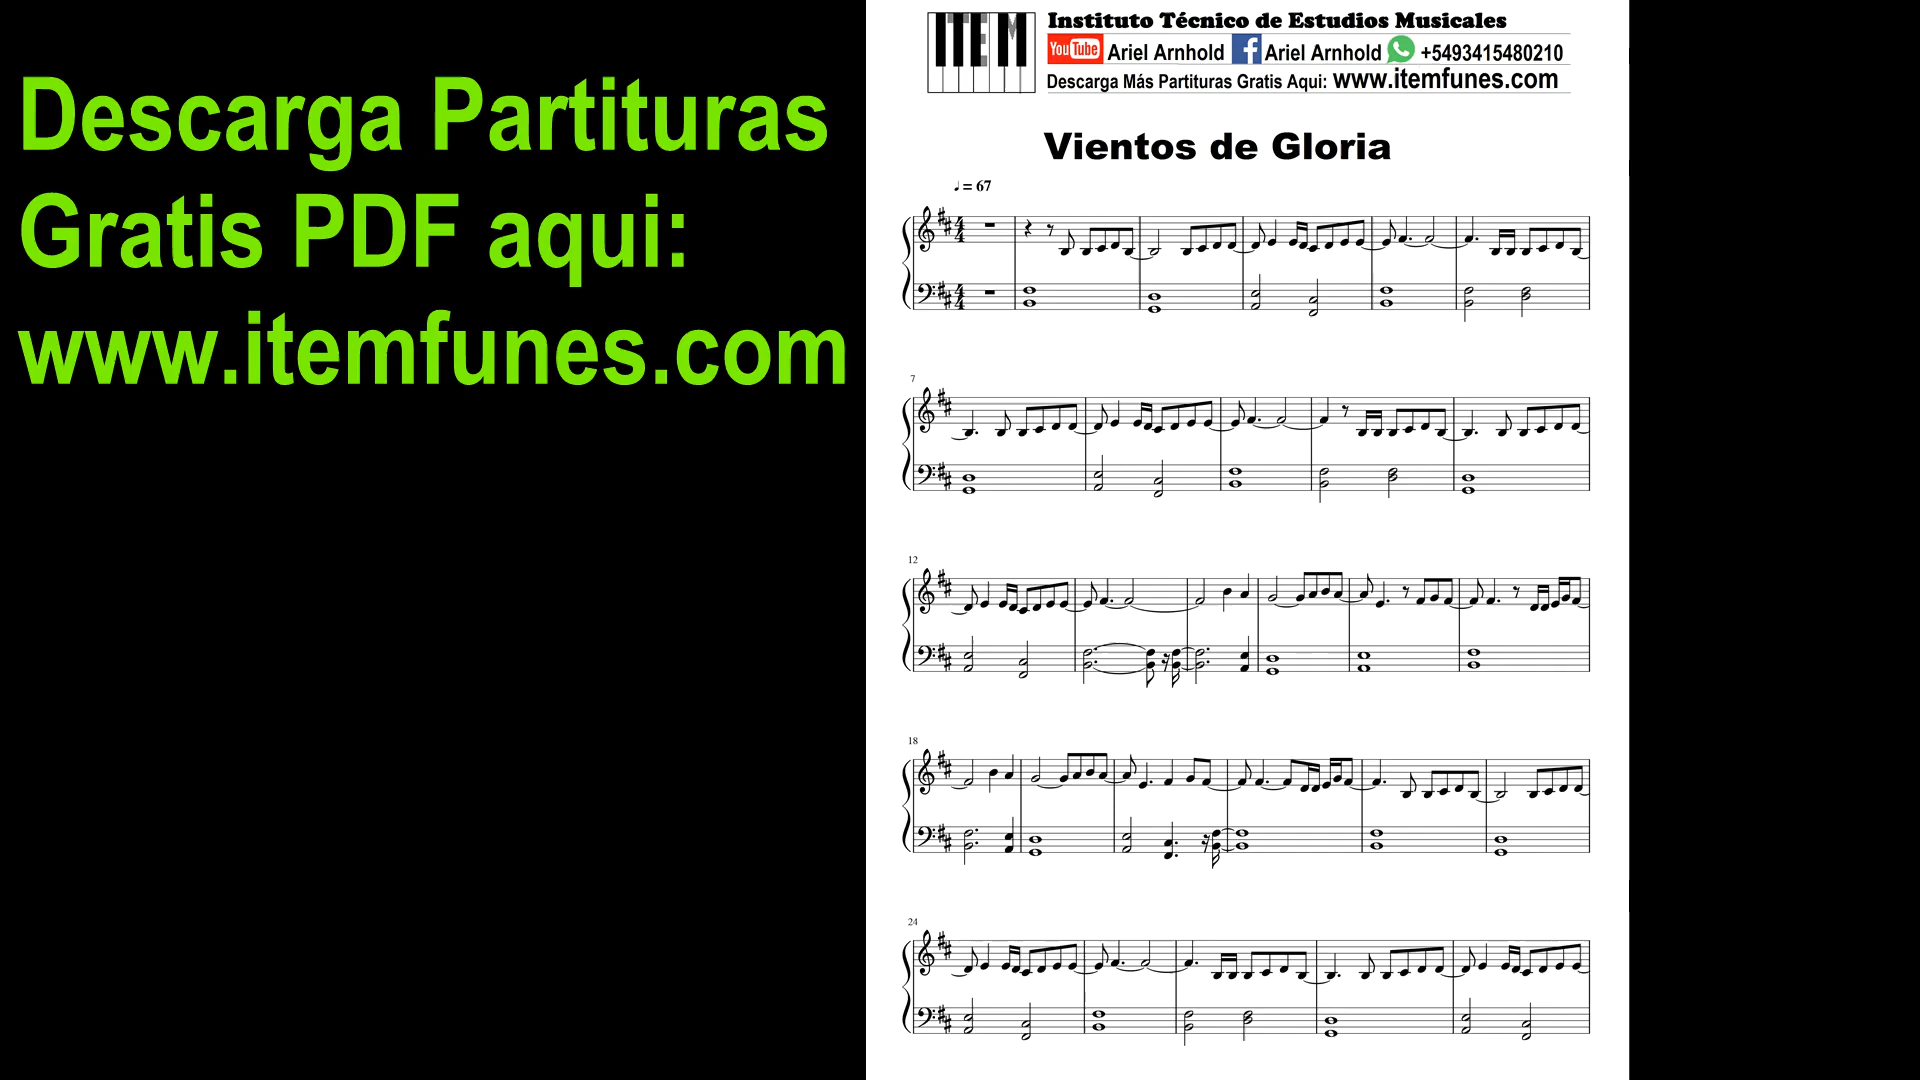 Descarga Partituras
Gratis PDF aqui:
www.itemfunes.com
ITEM
Instituto Técnico de Estudios Musicales
YouTube Ariel Arnhold f Ariel Arnhold +5493415480210
Descarga Más Partituras Gratis Aqui: www.itemfunes.com
Vientos de Gloria
♩ = 67
7
12
18
24